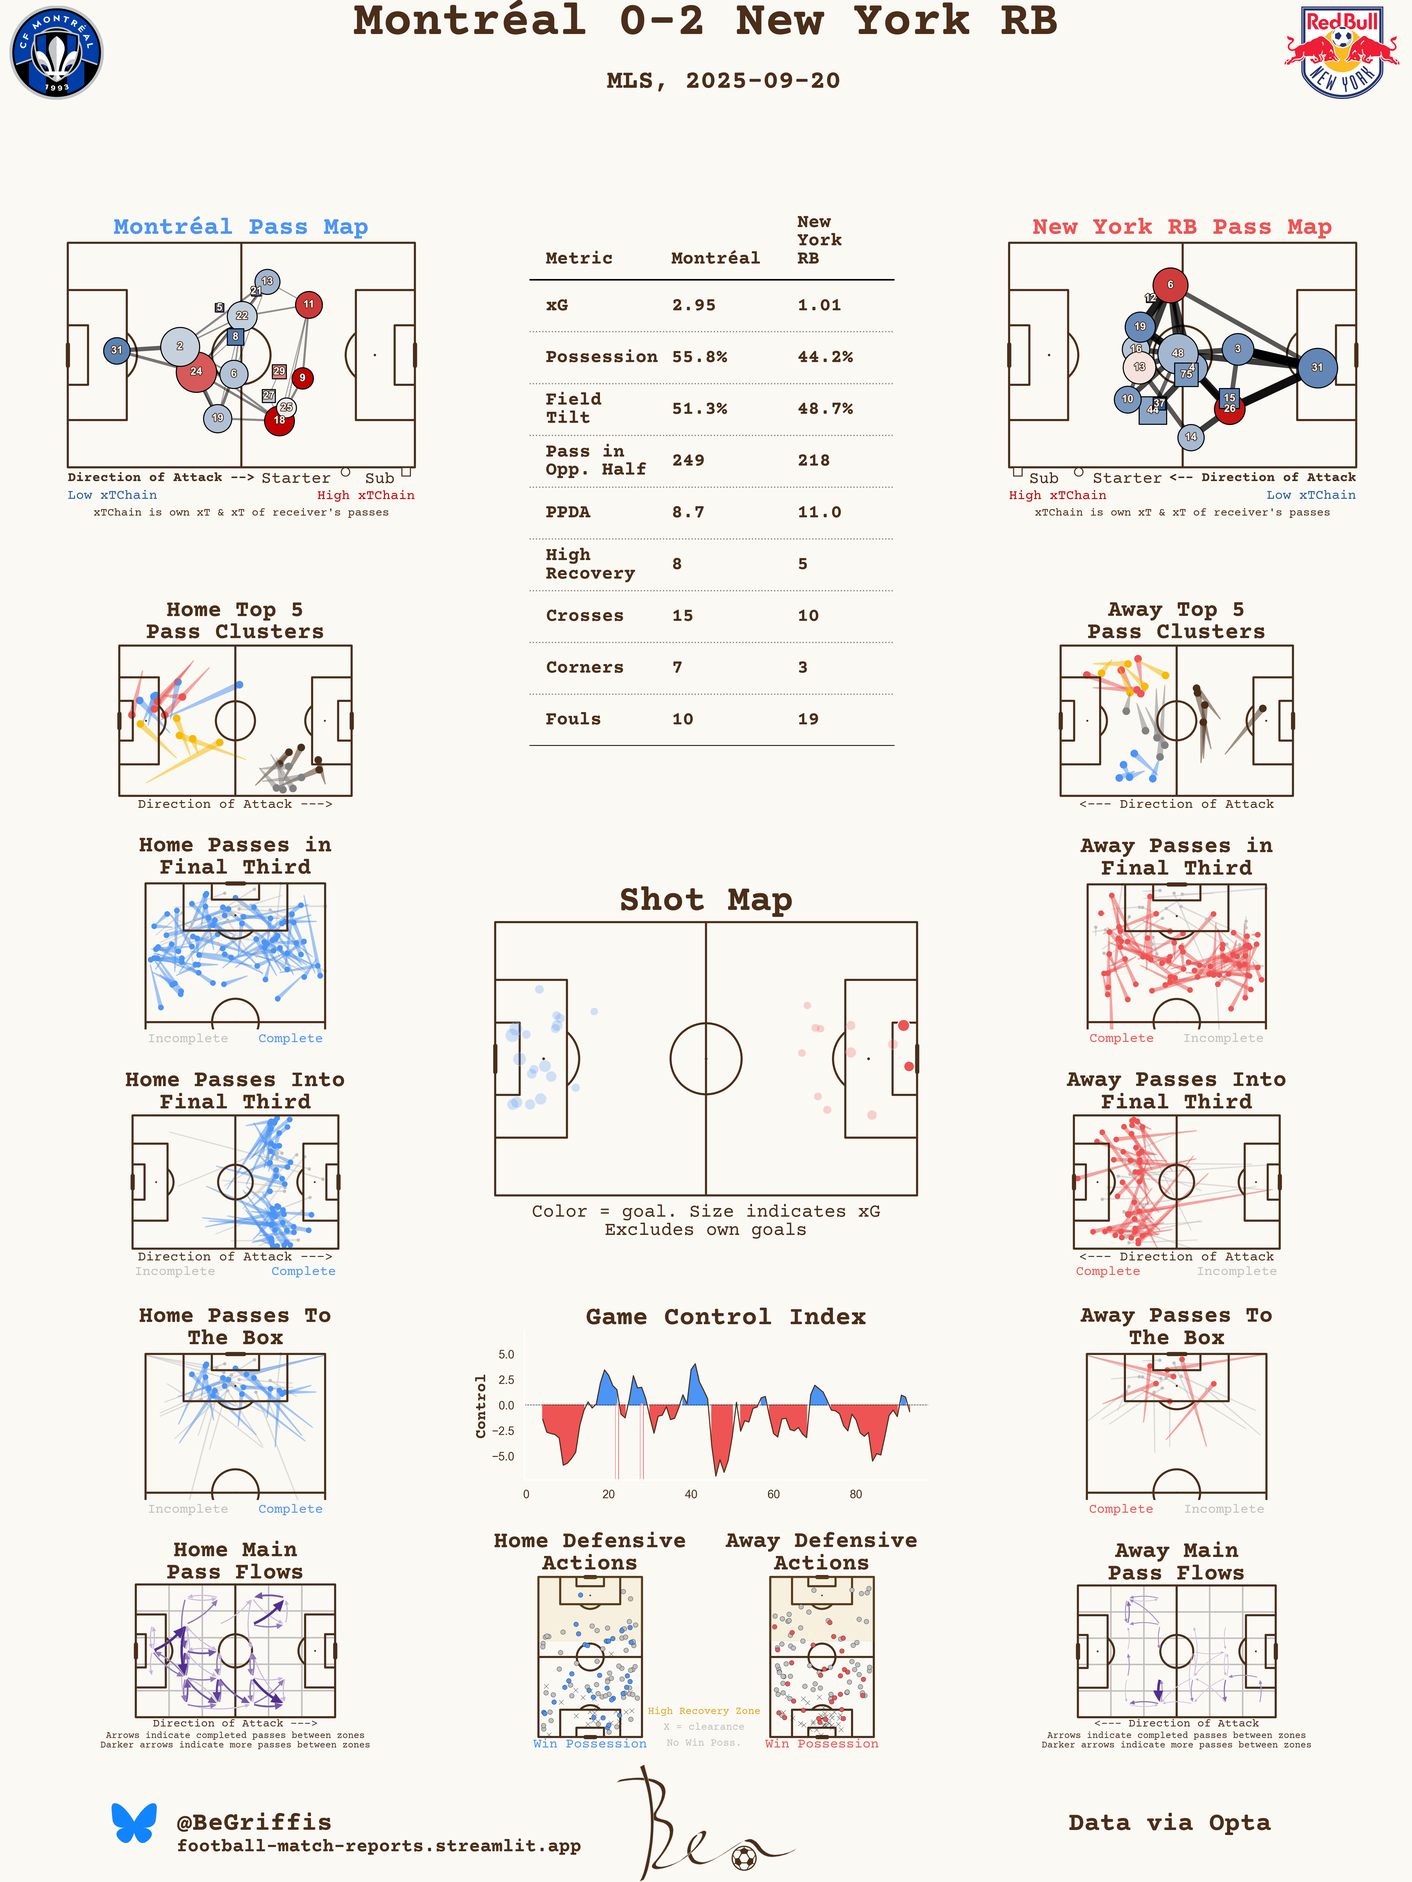 Montréal 0-2 New York RB
MLS, 2025-09-20
CF MONTRÉAL
1993
Red Bull
NEW YORK
Montréal Pass Map
13
21
5
11
22
8
31
2
24
6
29
9
27
25
19
18
Direction of Attack --> Starter Sub
Low xTChain High xTChain
xTChain is own xT & xT of receiver's passes
Metric Montréal New York RB
xG 2.95 1.01
Possession 55.8% 44.2%
Field Tilt 51.3% 48.7%
Pass in Opp. Half 249 218
PPDA 8.7 11.0
High Recovery 8 5
Crosses 15 10
Corners 7 3
Fouls 10 19
New York RB Pass Map
6
12
19
16
48
3
13
4
75
31
10
37
44
15
26
14
Sub Starter <-- Direction of Attack
High xTChain Low xTChain
xTChain is own xT & xT of receiver's passes
Home Top 5
Pass Clusters
Direction of Attack --->
Away Top 5
Pass Clusters
<--- Direction of Attack
Home Passes in
Final Third
Incomplete Complete
Away Passes in
Final Third
Complete Incomplete
Shot Map
Color = goal. Size indicates xG
Excludes own goals
Home Passes Into
Final Third
Direction of Attack --->
Incomplete Complete
Away Passes Into
Final Third
<--- Direction of Attack
Complete Incomplete
Home Passes To
The Box
Incomplete Complete
Game Control Index
Control
5.0
2.5
0.0
−2.5
−5.0
0 20 40 60 80
Away Passes To
The Box
Complete Incomplete
Home Main
Pass Flows
Direction of Attack --->
Arrows indicate completed passes between zones
Darker arrows indicate more passes between zones
Home Defensive
Actions
Win Possession
High Recovery Zone
X = clearance
No Win Poss.
Away Defensive
Actions
Win Possession
Away Main
Pass Flows
<--- Direction of Attack
Arrows indicate completed passes between zones
Darker arrows indicate more passes between zones
@BeGriffis
football-match-reports.streamlit.app
Ben
Data via Opta